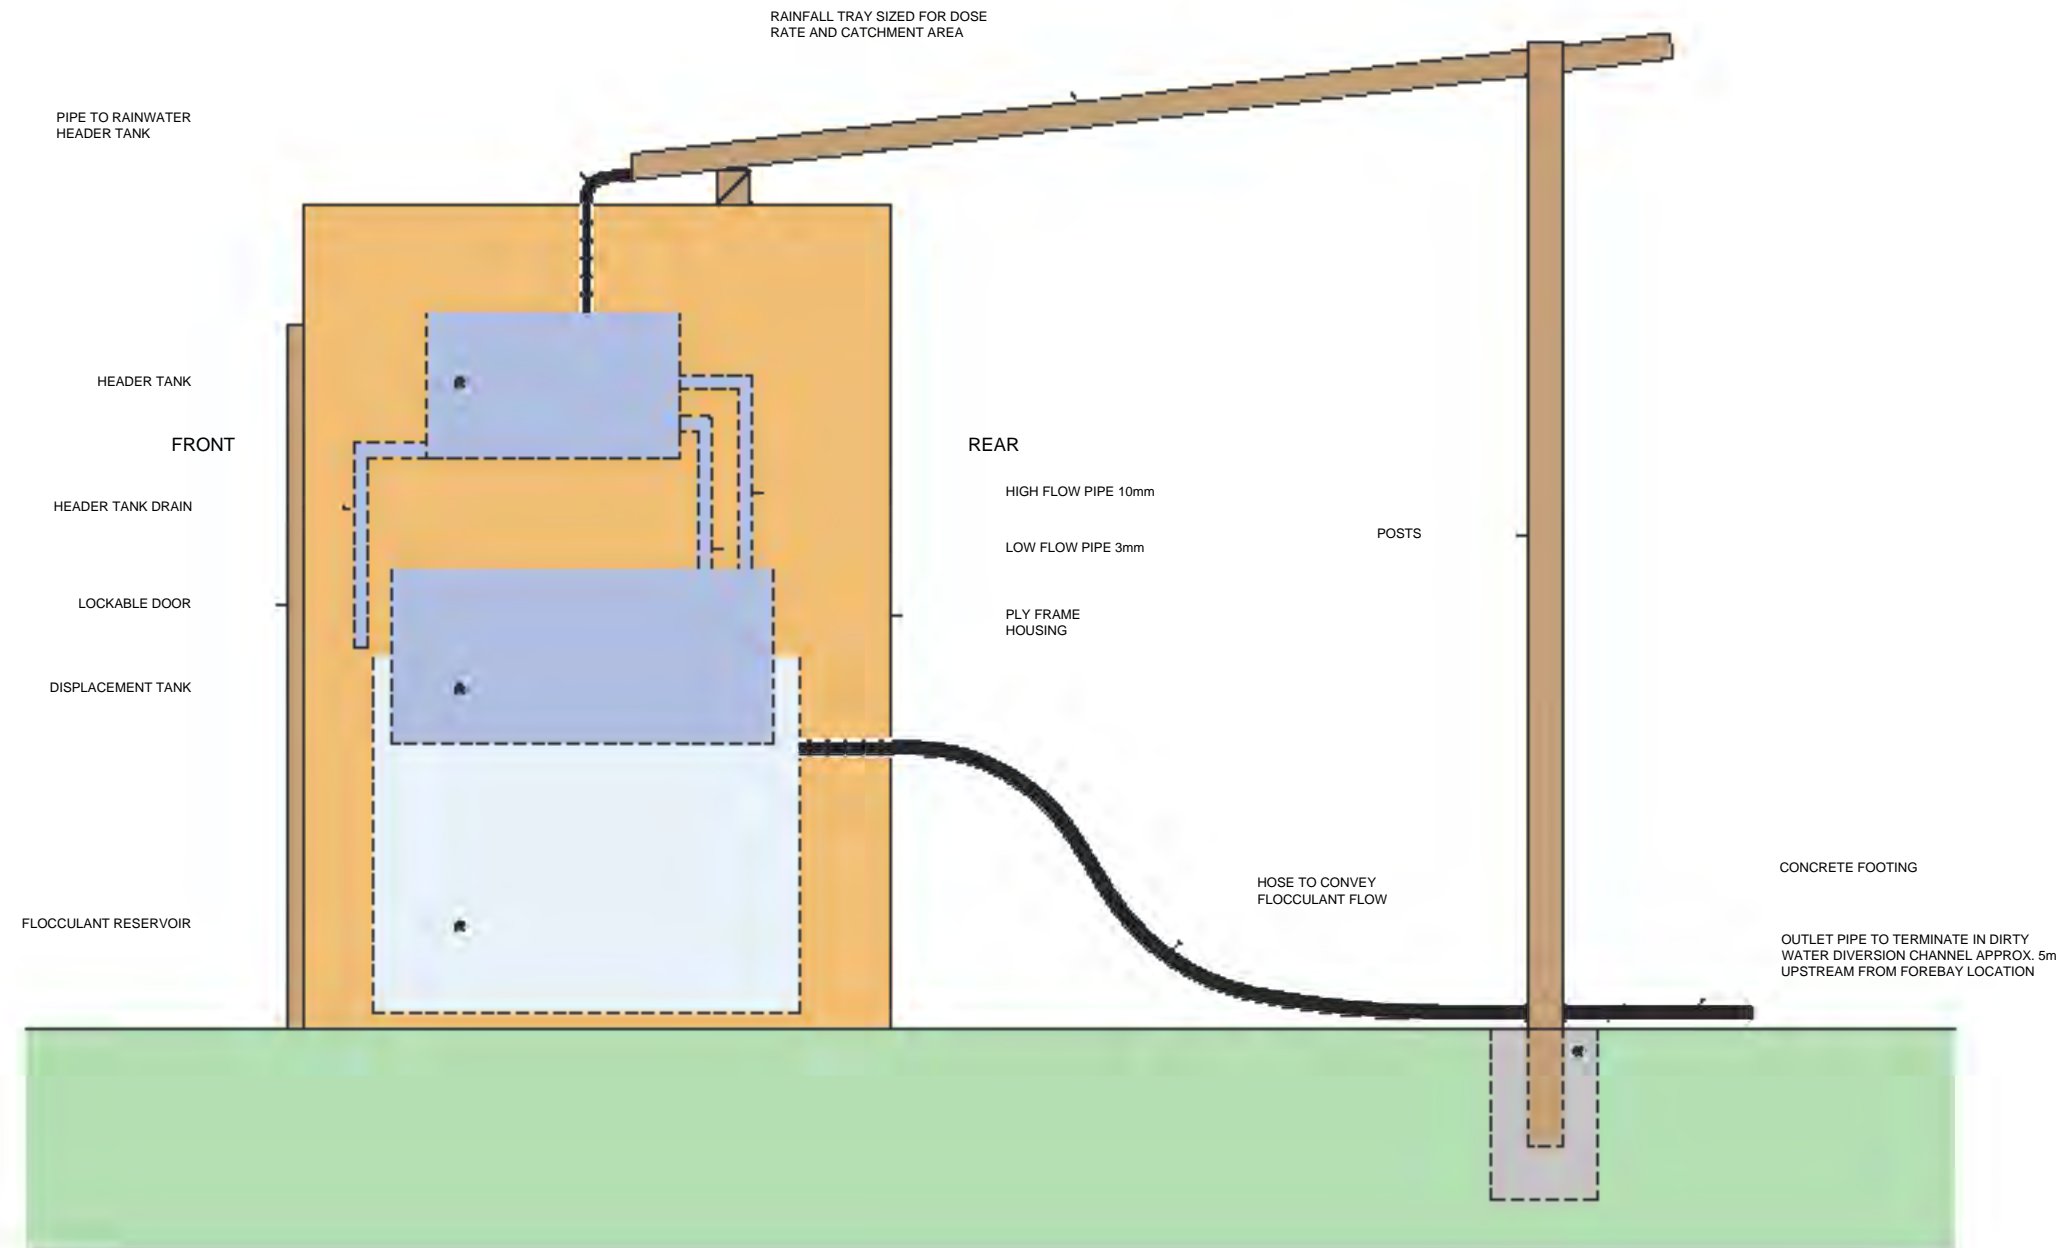 RAINFALL TRAY SIZED FOR DOSE
RATE AND CATCHMENT AREA
PIPE TO RAINWATER
HEADER TANK
HEADER TANK
FRONT
REAR
HIGH FLOW PIPE 10mm
HEADER TANK DRAIN
POSTS
LOW FLOW PIPE 3mm
LOCKABLE DOOR
PLY FRAME
HOUSING
DISPLACEMENT TANK
CONCRETE FOOTING
HOSE TO CONVEY
FLOCCULANT FLOW
FLOCCULANT RESERVOIR
OUTLET PIPE TO TERMINATE IN DIRTY
WATER DIVERSION CHANNEL APPROX. 5m
UPSTREAM FROM FOREBAY LOCATION